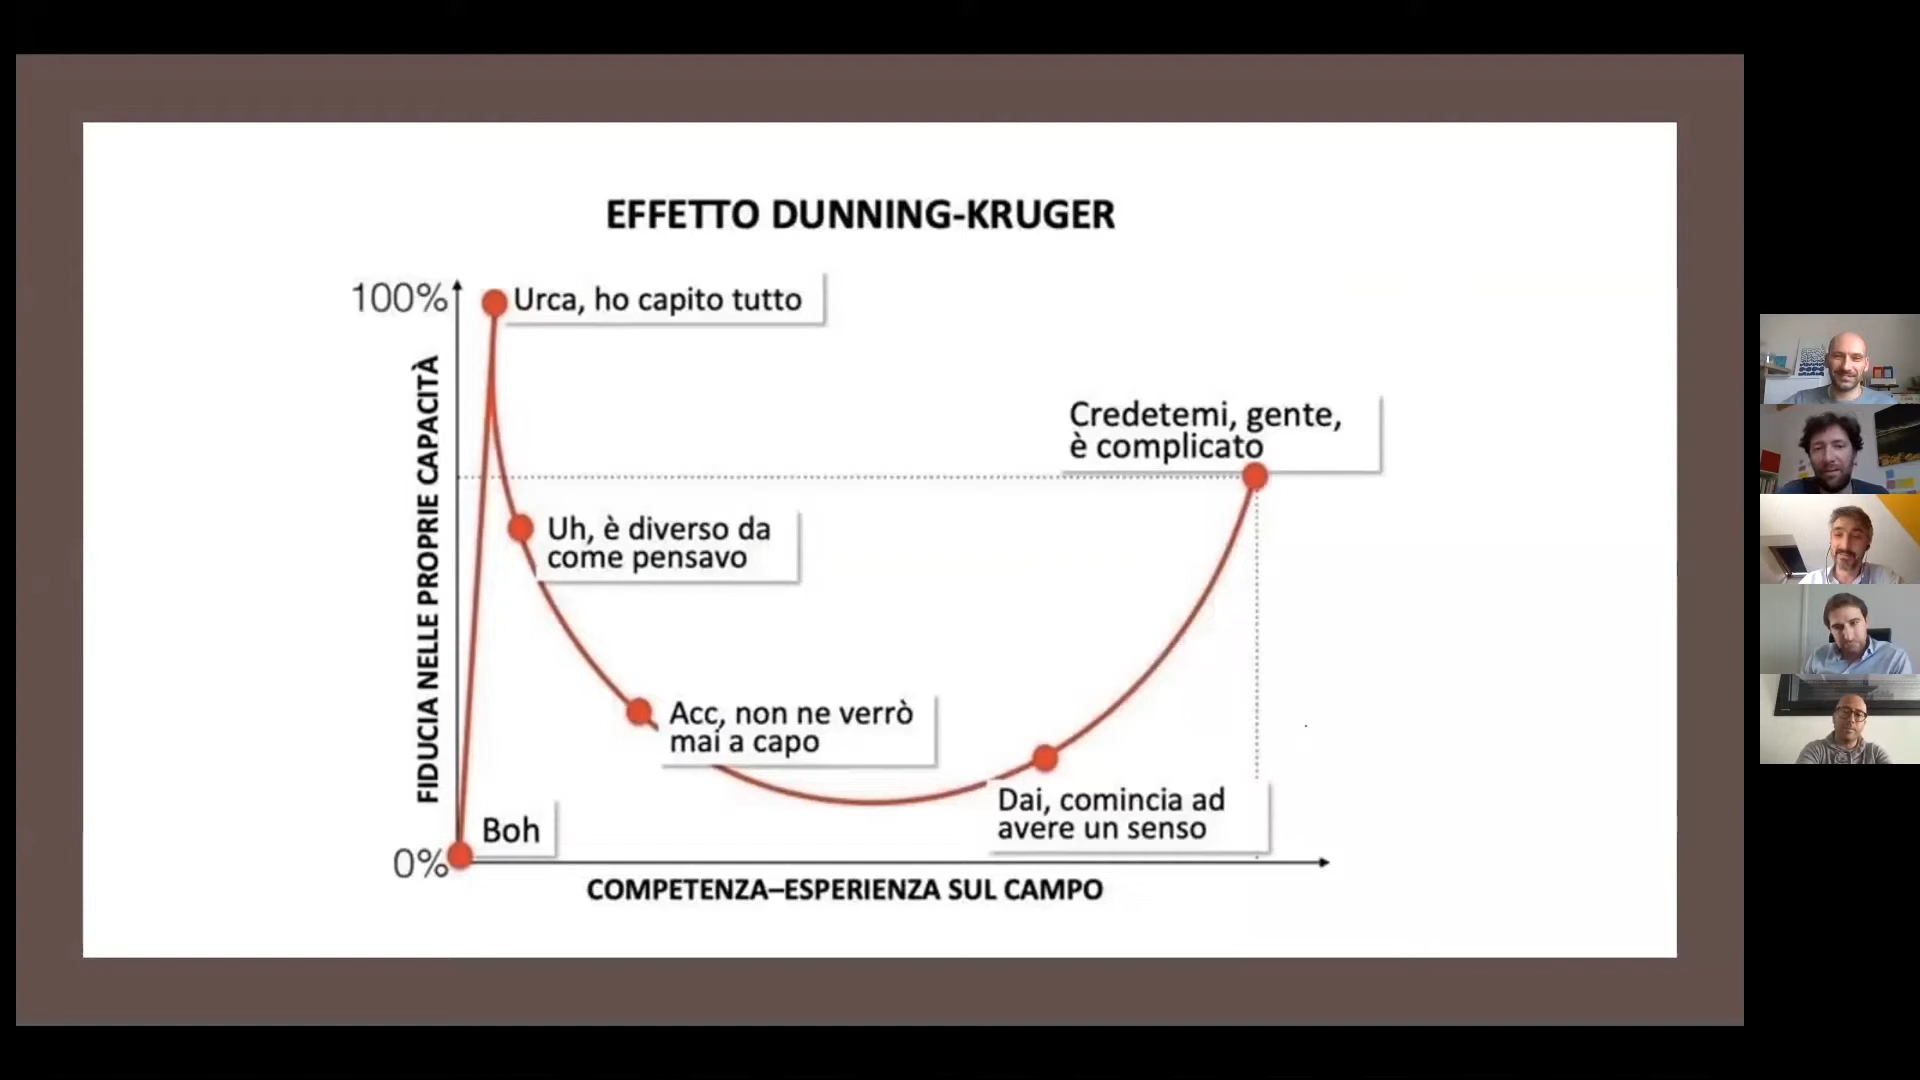 EFFETTO DUNNING-KRUGER
100%
Urca, ho capito tutto
Credetemi, gente,
è complicato
FIDUCIA NELLE PROPRIE CAPACITÀ
Uh, è diverso da
come pensavo
Acc, non ne verrò
mai a capo
Dai, comincia ad
avere un senso
Boh
0%
COMPETENZA–ESPERIENZA SUL CAMPO